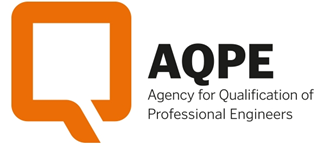 AQPE
Agency for Qualification of
Professional Engineers